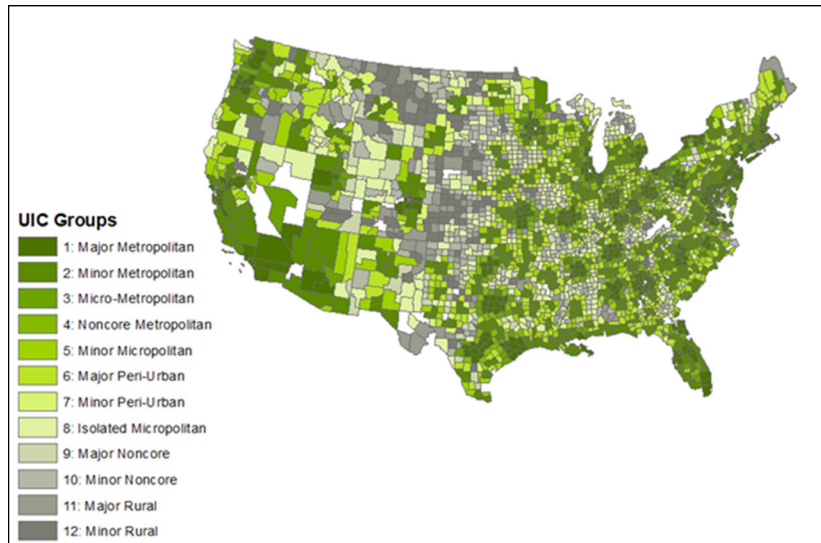 UIC Groups
1: Major Metropolitan
2: Minor Metropolitan
3: Micro-Metropolitan
4: Noncore Metropolitan
5: Minor Micropolitan
6: Major Peri-Urban
7: Minor Peri-Urban
8: Isolated Micropolitan
9: Major Noncore
10: Minor Noncore
11: Major Rural
12: Minor Rural